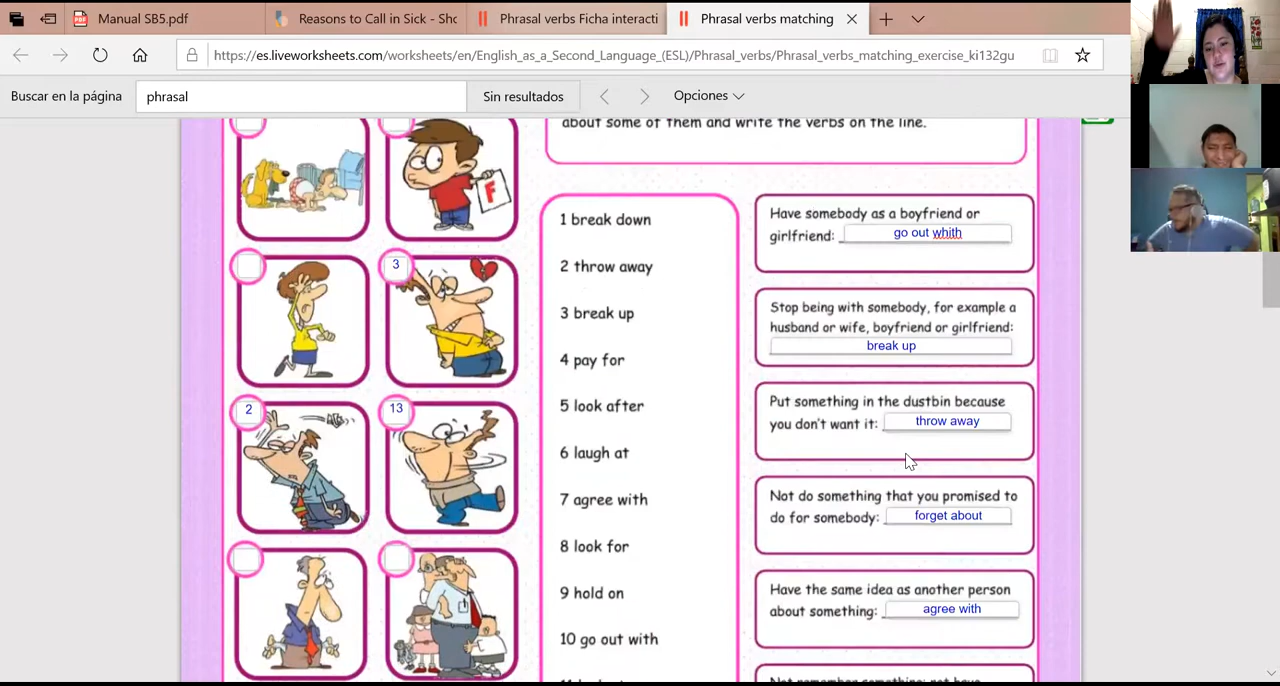 Manual SB5.pdf
Reasons to Call in Sick - Sho
Phrasal verbs Ficha interacti
Phrasal verbs matching
https://es.liveworksheets.com/worksheets/en/English_as_a_Second_Language_(ESL)/Phrasal_verbs/Phrasal_verbs_matching_exercise_ki132gu
Buscar en la página
phrasal
Sin resultados
Opciones
about some of them and write the verbs on the line.
F
3
2
13
1 break down
2 throw away
3 break up
4 pay for
5 look after
6 laugh at
7 agree with
8 look for
9 hold on
10 go out with
Have somebody as a boyfriend or
girlfriend: go out whith
Stop being with somebody, for example a
husband or wife, boyfriend or girlfriend:
break up
Put something in the dustbin because
you don't want it: throw away
Not do something that you promised to
do for somebody: forget about
Have the same idea as another person
about something: agree with